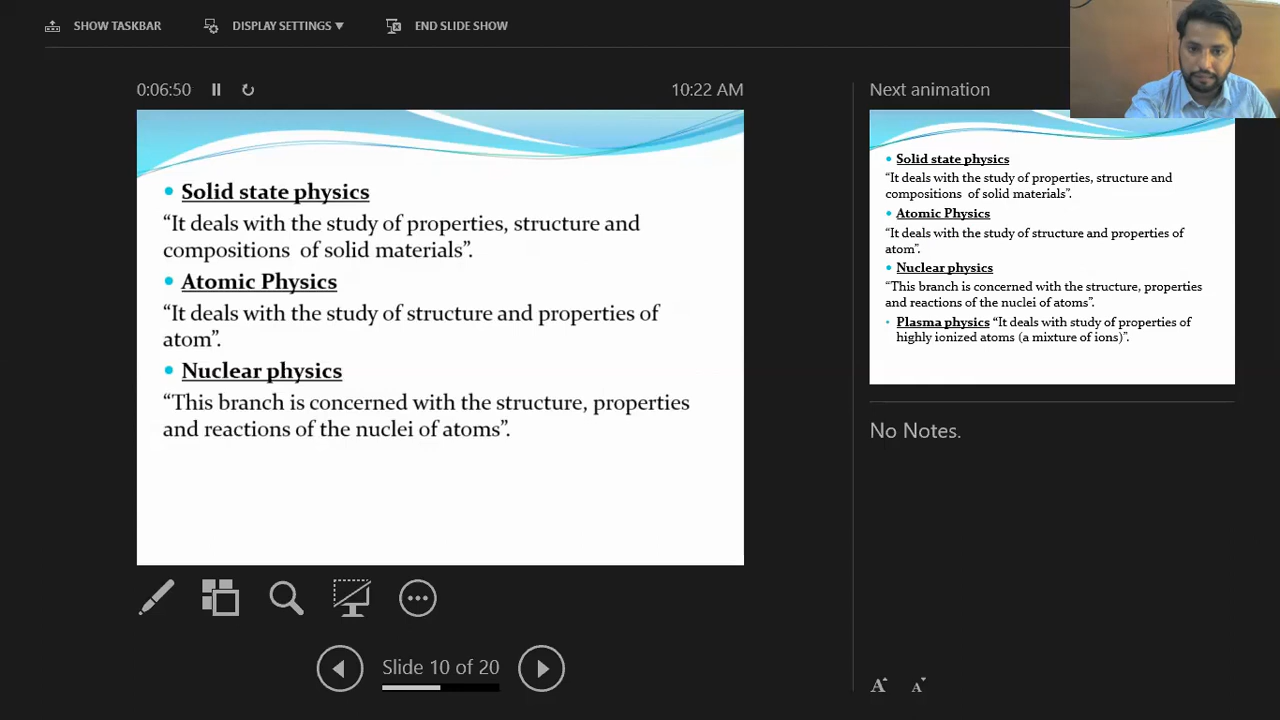 SHOW TASKBAR
DISPLAY SETTINGS ▼
END SLIDE SHOW
0:06:50
10:22 AM
• Solid state physics
“It deals with the study of properties, structure and
compositions  of solid materials”.
• Atomic Physics
“It deals with the study of structure and properties of
atom”.
• Nuclear physics
“This branch is concerned with the structure, properties
and reactions of the nuclei of atoms”.
Slide 10 of 20
Next animation
• Solid state physics
“It deals with the study of properties, structure and
compositions  of solid materials”.
• Atomic Physics
“It deals with the study of structure and properties of
atom”.
• Nuclear physics
“This branch is concerned with the structure, properties
and reactions of the nuclei of atoms”.
• Plasma physics “It deals with study of properties of
highly ionized atoms (a mixture of ions)”.
No Notes.
A A